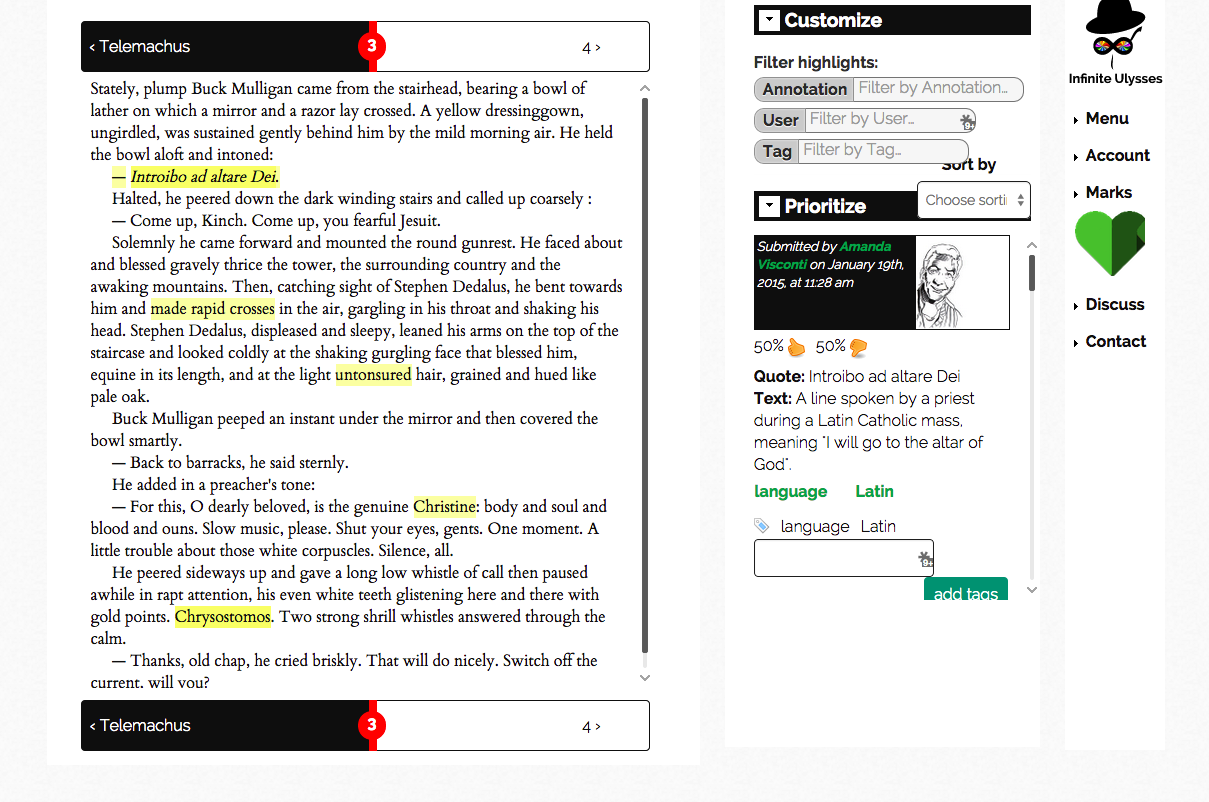 ‹ Telemachus
3
4 ›
Stately, plump Buck Mulligan came from the stairhead, bearing a bowl of
lather on which a mirror and a razor lay crossed. A yellow dressinggown,
ungirdled, was sustained gently behind him by the mild morning air. He held
the bowl aloft and intoned:
— Introibo ad altare Dei.
Halted, he peered down the dark winding stairs and called up coarsely :
— Come up, Kinch. Come up, you fearful Jesuit.
Solemnly he came forward and mounted the round gunrest. He faced about
and blessed gravely thrice the tower, the surrounding country and the
awaking mountains. Then, catching sight of Stephen Dedalus, he bent towards
him and made rapid crosses in the air, gargling in his throat and shaking his
head. Stephen Dedalus, displeased and sleepy, leaned his arms on the top of the
staircase and looked coldly at the shaking gurgling face that blessed him,
equine in its length, and at the light untonsured hair, grained and hued like
pale oak.
Buck Mulligan peeped an instant under the mirror and then covered the
bowl smartly.
— Back to barracks, he said sternly.
He added in a preacher's tone:
— For this, O dearly beloved, is the genuine Christine: body and soul and
blood and ouns. Slow music, please. Shut your eyes, gents. One moment. A
little trouble about those white corpuscles. Silence, all.
He peered sideways up and gave a long low whistle of call then paused
awhile in rapt attention, his even white teeth glistening here and there with
gold points. Chrysostomos. Two strong shrill whistles answered through the
calm.
— Thanks, old chap, he cried briskly. That will do nicely. Switch off the
current, will you?
‹ Telemachus
3
4 ›
Customize
Filter highlights:
Annotation Filter by Annotation...
User Filter by User...
Tag Filter by Tag...
Sort by
Prioritize
Choose sorti
Submitted by Amanda
Visconti on January 19th,
2015, at 11:28 am
50% 50%
Quote: Introibo ad altare Dei
Text: A line spoken by a priest
during a Latin Catholic mass,
meaning "I will go to the altar of
God".
language Latin
language Latin
add tags
Infinite Ulysses
Menu
Account
Marks
Discuss
Contact